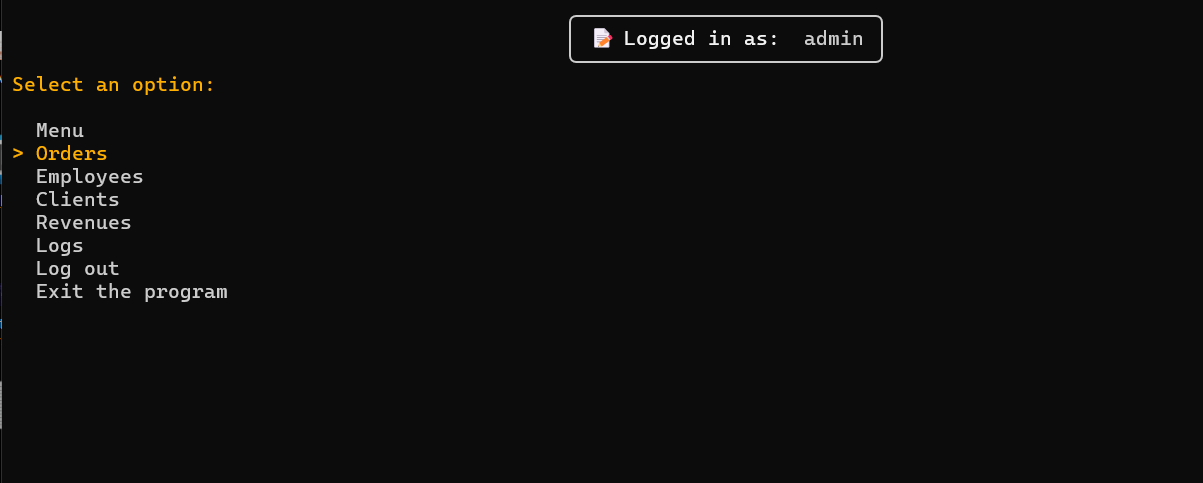 📝 Logged in as: admin
Select an option:
Menu
> Orders
Employees
Clients
Revenues
Logs
Log out
Exit the program